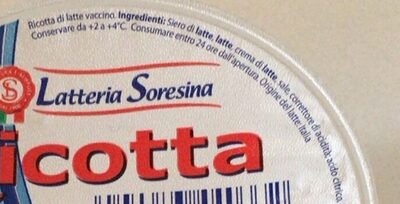 Ricotta di latte vaccino. Ingredienti: Siero di latte, latte, crema di latte, sale, correttore di acidità: acido citrico.
Conservare da +2 a +4°C. Consumare entro 24 ore dall'apertura. Origine del latte: Italia
S
Latteria Soresina
icotta